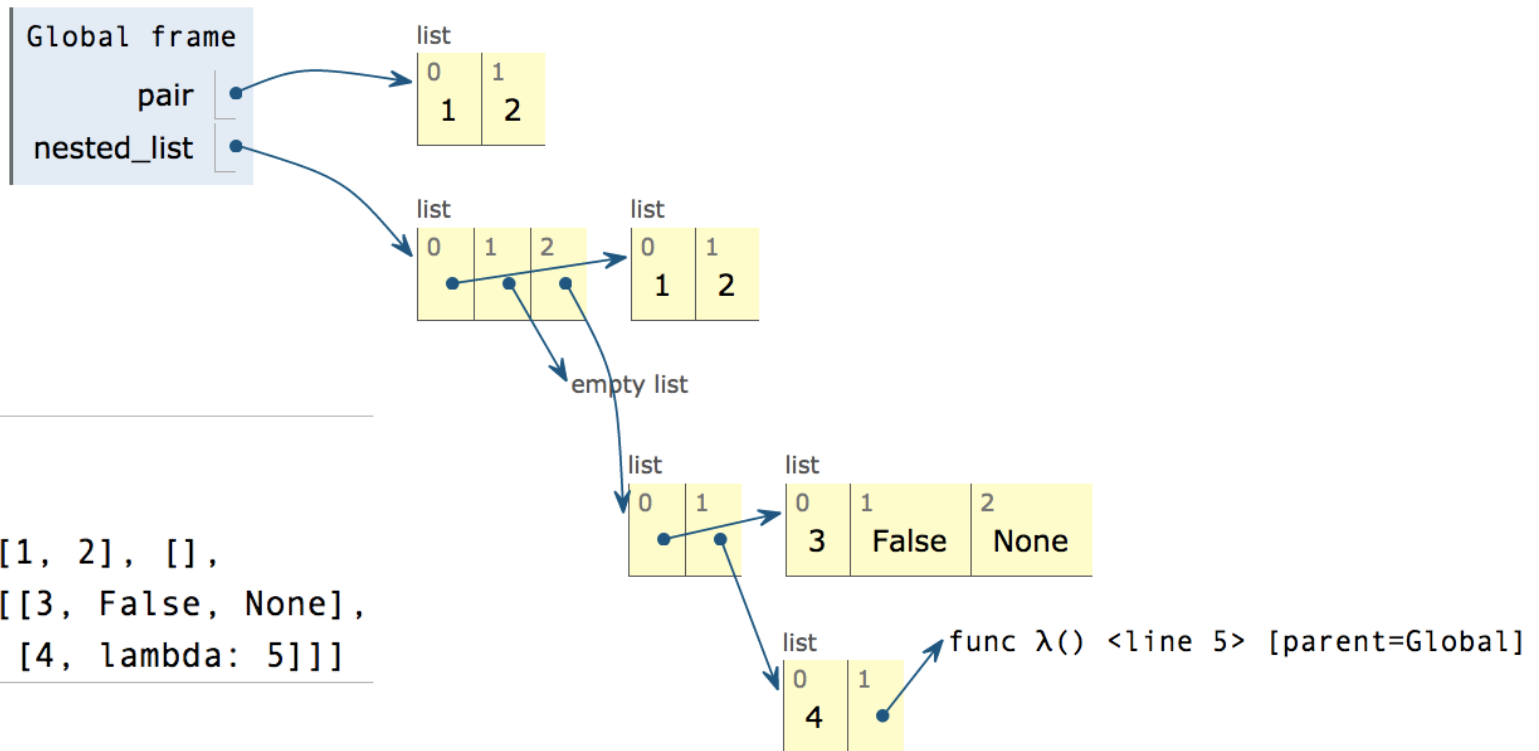 Global frame
pair
nested_list
list
0 1
1 2
list
0 1 2
list
0 1
1 2
empty list
list
0 1
list
0 1 2
3 False None
list
0 1
4
func λ() <line 5> [parent=Global]
[1, 2], [],
[[3, False, None],
[4, lambda: 5]]]